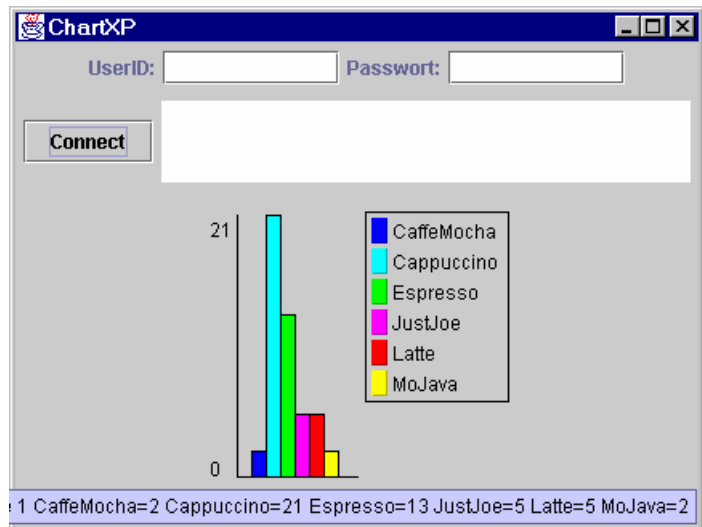 ChartXP
UserID: Passwort:
Connect
21
CaffeMocha
Cappuccino
Espresso
JustJoe
Latte
MoJava
0
1 CaffeMocha=2 Cappuccino=21 Espresso=13 JustJoe=5 Latte=5 MoJava=2